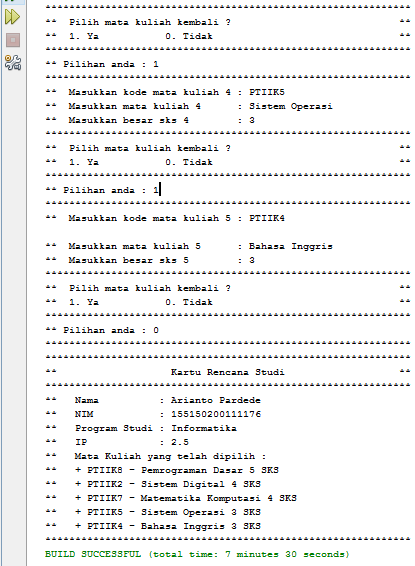 *****************************************************************
** Pilih mata kuliah kembali ? **
** 1. Ya 0. Tidak **
*****************************************************************
** Pilihan anda : 1
*****************************************************************
** Masukkan kode mata kuliah 4 : PTIIK5
** Masukkan mata kuliah 4 : Sistem Operasi
** Masukkan besar sks 4 : 3
*****************************************************************
** Pilih mata kuliah kembali ? **
** 1. Ya 0. Tidak **
*****************************************************************
** Pilihan anda : 1
*****************************************************************
** Masukkan kode mata kuliah 5 : PTIIK4
** Masukkan mata kuliah 5 : Bahasa Inggris
** Masukkan besar sks 5 : 3
*****************************************************************
** Pilih mata kuliah kembali ? **
** 1. Ya 0. Tidak **
*****************************************************************
** Pilihan anda : 0
*****************************************************************
*****************************************************************
** Kartu Rencana Studi **
*****************************************************************
** Nama : Arianto Pardede
** NIM : 155150200111176
** Program Studi : Informatika
** IP : 2.5
** Mata Kuliah yang telah dipilih :
** + PTIIK8 - Pemrograman Dasar 5 SKS
** + PTIIK2 - Sistem Digital 4 SKS
** + PTIIK7 - Matematika Komputasi 4 SKS
** + PTIIK5 - Sistem Operasi 3 SKS
** + PTIIK4 - Bahasa Inggris 3 SKS
*****************************************************************
BUILD SUCCESSFUL (total time: 7 minutes 30 seconds)